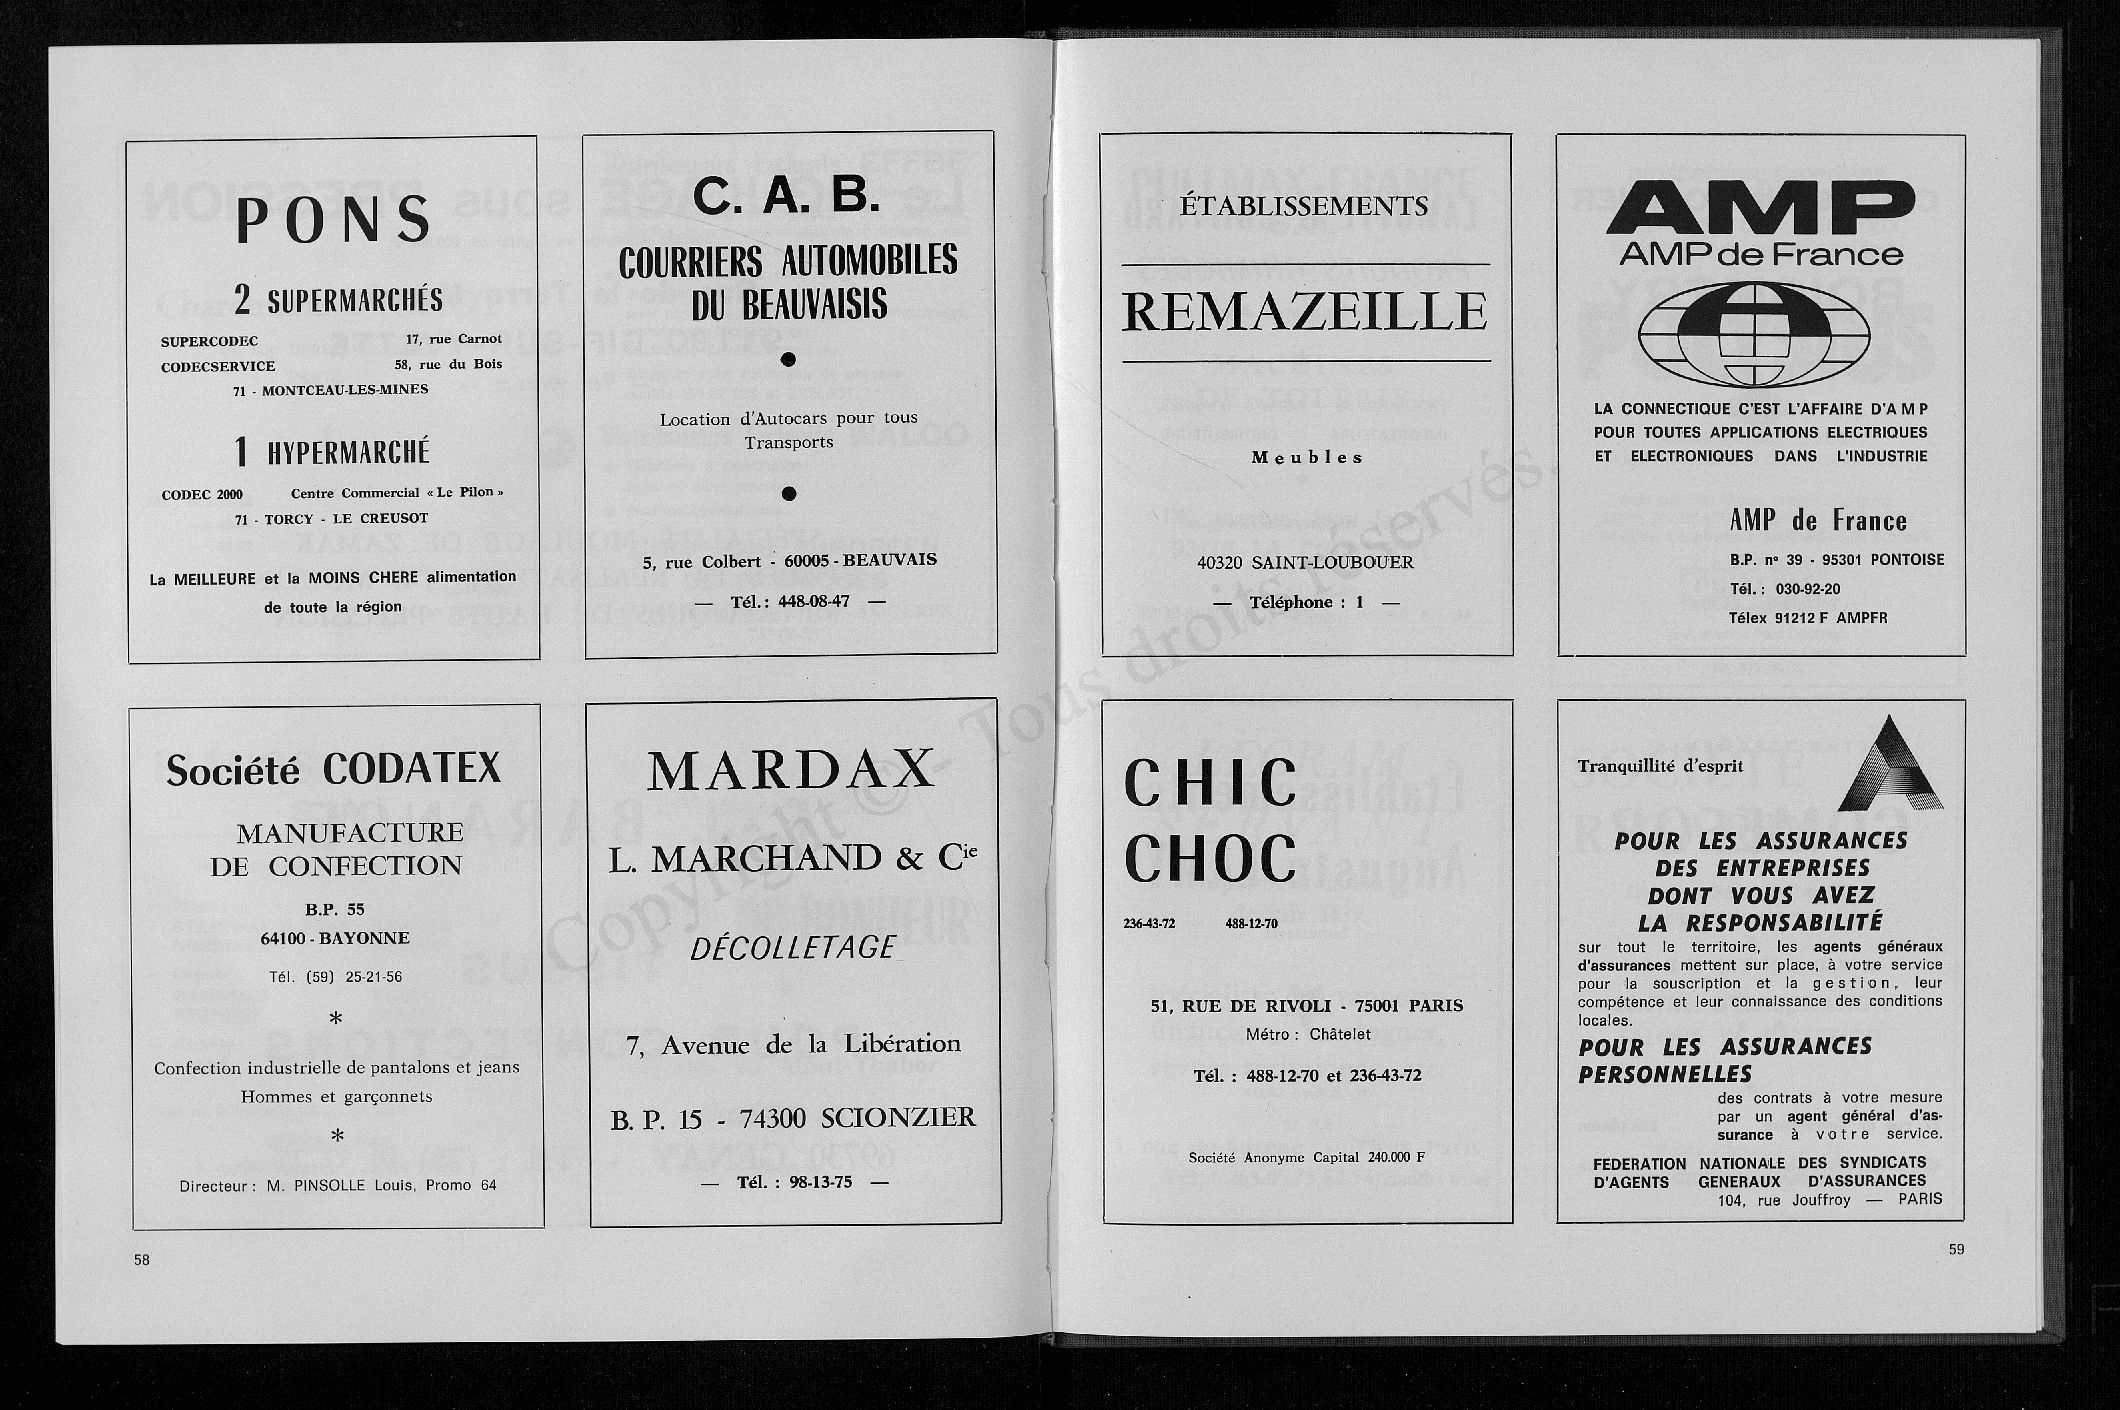 PONS
2 SUPERMARCHÉS
SUPERCODEC 17, rue Carnot
CODECSERVICE 58, rue du Bois
71 - MONTCEAU-LES-MINES
1 HYPERMARCHÉ
CODEC 2000 Centre Commercial « Le Pilon »
71 - TORCY - LE CREUSOT
La MEILLEURE et la MOINS CHERE alimentation
de toute la région
C. A. B.
COURRIERS AUTOMOBILES
DU BEAUVAISIS
Location d'Autocars pour tous
Transports
5, rue Colbert - 60005 - BEAUVAIS
— Tél. : 448-08-47 —
Société CODATEX
MANUFACTURE
DE CONFECTION
B.P. 55
64100 - BAYONNE
Tél. (59) 25-21-56
*
Confection industrielle de pantalons et jeans
Hommes et garçonnets
*
Directeur : M. PINSOLLE Louis, Promo 64
MARDAX
L. MARCHAND & Cie
DÉCOLLETAGE
7, Avenue de la Libération
B. P. 15 - 74300 SCIONZIER
— Tél. : 98-13-75 —
58
ÉTABLISSEMENTS
REMAZEILLE
Meubles
40320 SAINT-LOUBOUER
— Téléphone : 1 —
AMP
AMP de France
LA CONNECTIQUE C'EST L'AFFAIRE D'A M P
POUR TOUTES APPLICATIONS ELECTRIQUES
ET ELECTRONIQUES DANS L'INDUSTRIE
AMP de France
B.P. n° 39 - 95301 PONTOISE
Tél. : 030-92-20
Télex 91212 F AMPFR
CHIC
CHOC
236-43-72 488-12-70
51, RUE DE RIVOLI - 75001 PARIS
Métro : Châtelet
Tél. : 488-12-70 et 236-43-72
Société Anonyme Capital 240.000 F
Tranquillité d'esprit
POUR LES ASSURANCES
DES ENTREPRISES
DONT VOUS AVEZ
LA RESPONSABILITÉ
sur tout le territoire, les agents généraux
d'assurances mettent sur place, à votre service
pour la souscription et la gestion, leur
compétence et leur connaissance des conditions
locales.
POUR LES ASSURANCES
PERSONNELLES
des contrats à votre mesure
par un agent général d'as-
surance à votre service.
FEDERATION NATIONALE DES SYNDICATS
D'AGENTS GENERAUX D'ASSURANCES
104, rue Jouffroy — PARIS
59
Copyright © - Tous droits réservés.